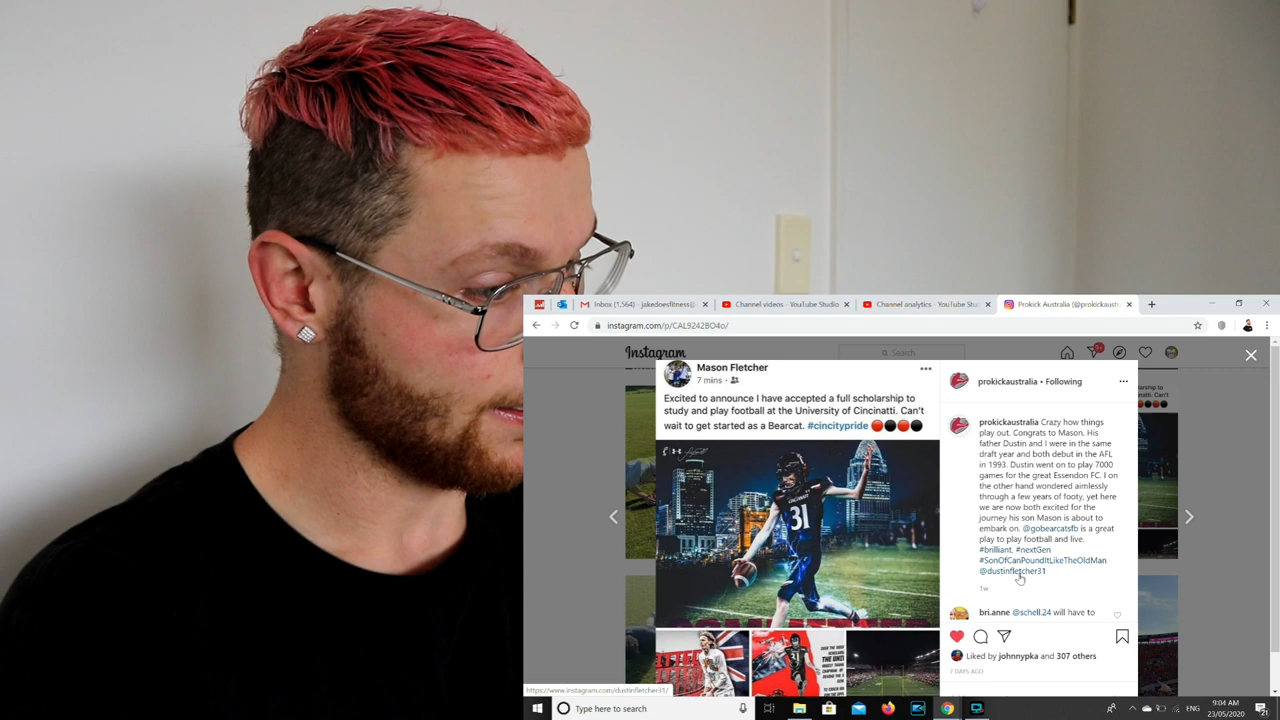 Inbox (1,564) - jakedoesfitness@
Channel videos - YouTube Studio
Channel analytics - YouTube Stu
Prokick Australia (@prokickaustr
instagram.com/p/CAL9242BO4o/
Instagram
Search
9+
Mason Fletcher
7 mins
Excited to announce I have accepted a full scholarship to
study and play football at the University of Cincinatti. Can't
wait to get started as a Bearcat. #cincitypride
CINCINNATI
31
prokickaustralia • Following
prokickaustralia Crazy how things
play out. Congrats to Mason. His
father Dustin and I were in the same
draft year and both debut in the AFL
in 1993. Dustin went on to play 7000
games for the great Essendon FC. I on
the other hand wondered aimlessly
through a few years of footy, yet here
we are now both excited for the
journey his son Mason is about to
embark on. @gobearcatsfb is a great
play to play football and live.
#brilliant. #nextGen
#SonOfCanPoundItLikeTheOldMan
@dustinfletcher31
1w
bri.anne @schell.24 will have to
Liked by johnnypka and 307 others
7 DAYS AGO
https://www.instagram.com/dustinfletcher31/
Type here to search
ENG
9:04 AM
23/05/2020